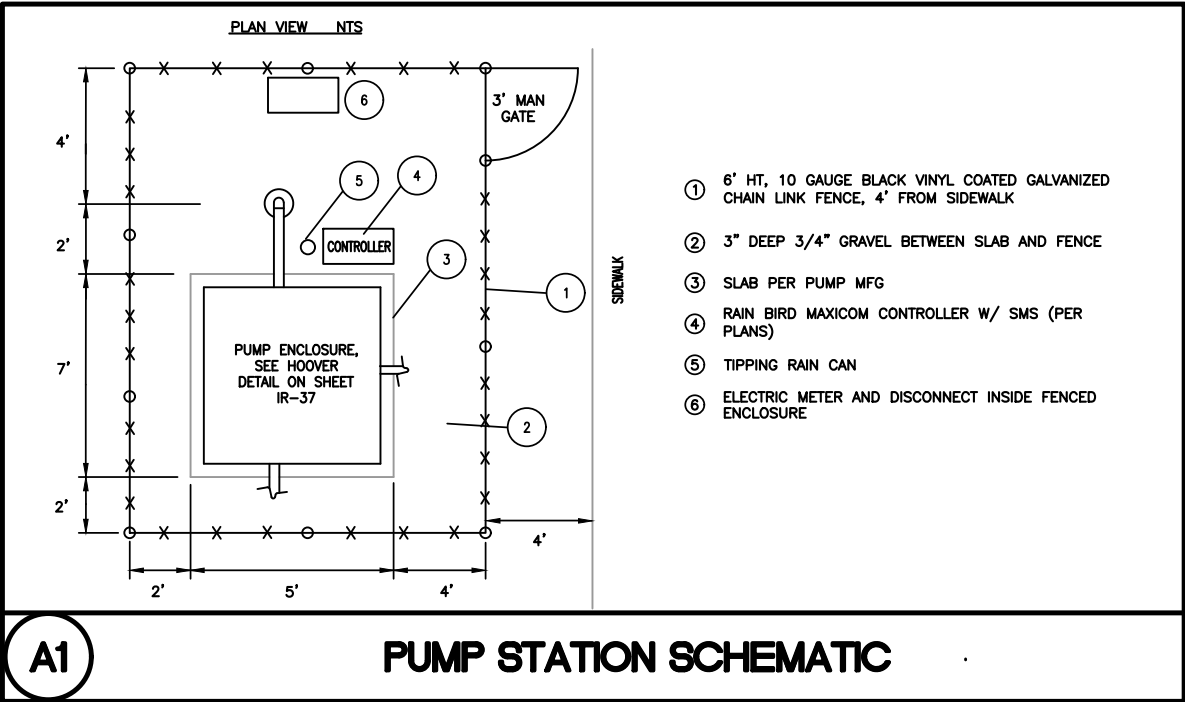 PLAN VIEW NTS
3' MAN
GATE
6
4'
5
4
2'
CONTROLLER
3
1
SIDEWALK
7'
PUMP ENCLOSURE,
SEE HOOVER
DETAIL ON SHEET
IR-37
2
2'
4'
2'
5'
4'
1 6' HT, 10 GAUGE BLACK VINYL COATED GALVANIZED
CHAIN LINK FENCE, 4' FROM SIDEWALK
2 3" DEEP 3/4" GRAVEL BETWEEN SLAB AND FENCE
3 SLAB PER PUMP MFG
4 RAIN BIRD MAXICOM CONTROLLER W/ SMS (PER
PLANS)
5 TIPPING RAIN CAN
6 ELECTRIC METER AND DISCONNECT INSIDE FENCED
ENCLOSURE
A1
PUMP STATION SCHEMATIC